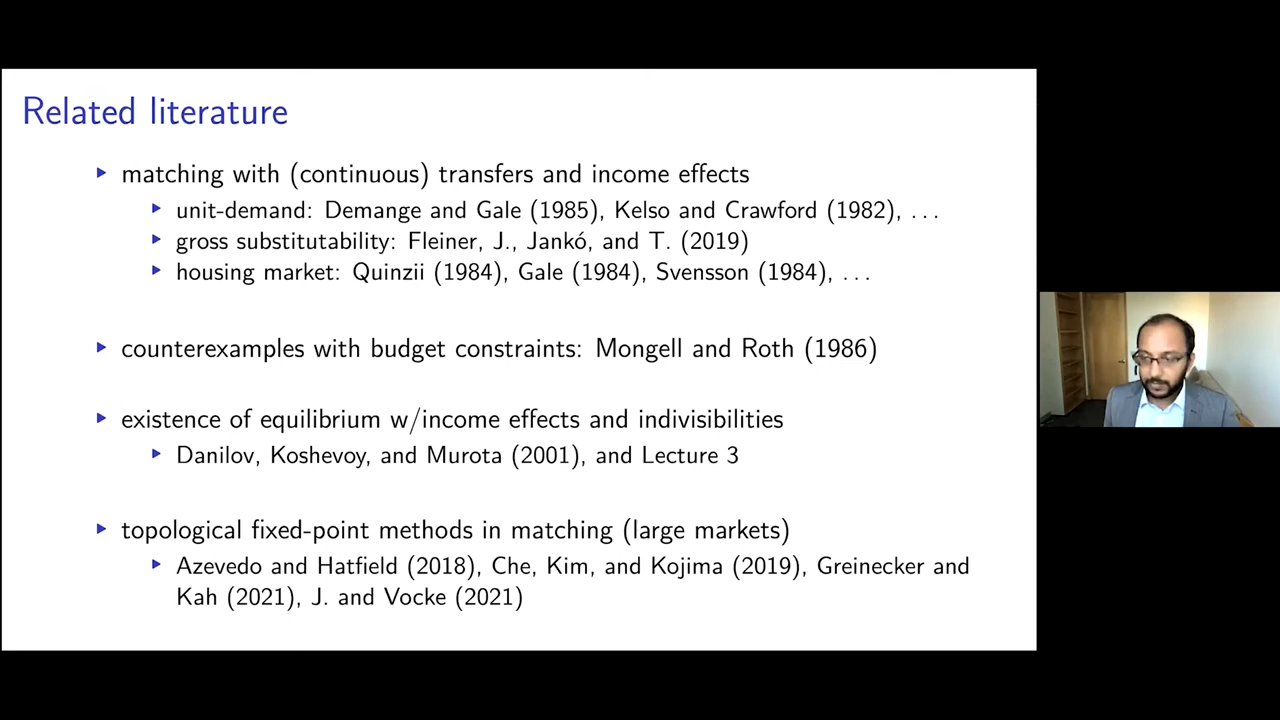 Related literature
matching with (continuous) transfers and income effects
unit-demand: Demange and Gale (1985), Kelso and Crawford (1982), ...
gross substitutability: Fleiner, J., Jankó, and T. (2019)
housing market: Quinzii (1984), Gale (1984), Svensson (1984), ...
counterexamples with budget constraints: Mongell and Roth (1986)
existence of equilibrium w/income effects and indivisibilities
Danilov, Koshevoy, and Murota (2001), and Lecture 3
topological fixed-point methods in matching (large markets)
Azevedo and Hatfield (2018), Che, Kim, and Kojima (2019), Greinecker and
Kah (2021), J. and Vocke (2021)